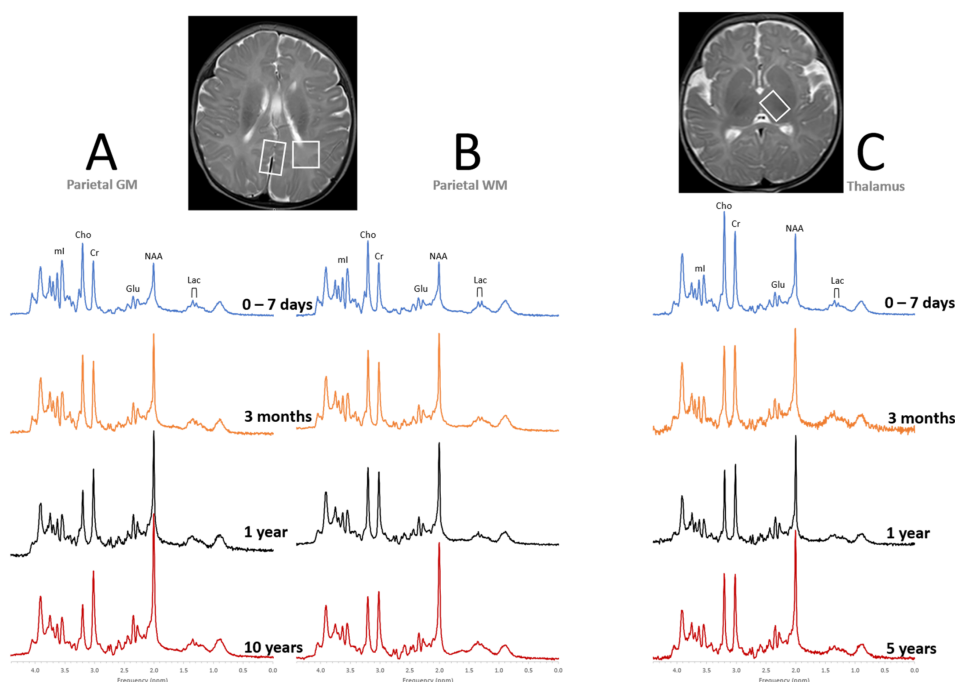 A
Parietal GM
B
Parietal WM
C
Thalamus
mI
Cho
Cr
Glu
NAA
Lac
0 – 7 days
mI
Cho
Cr
Glu
NAA
Lac
mI
Cho
Cr
Glu
NAA
Lac
0 – 7 days
3 months
3 months
1 year
1 year
10 years
5 years
4.0 3.5 3.0 2.5 2.0 1.5 1.0 0.5 0.0
4.0 3.5 3.0 2.5 2.0 1.5 1.0 0.5 0.0
4.0 3.5 3.0 2.5 2.0 1.5 1.0 0.5 0.0
Frequency (ppm)
Frequency (ppm)
Frequency (ppm)